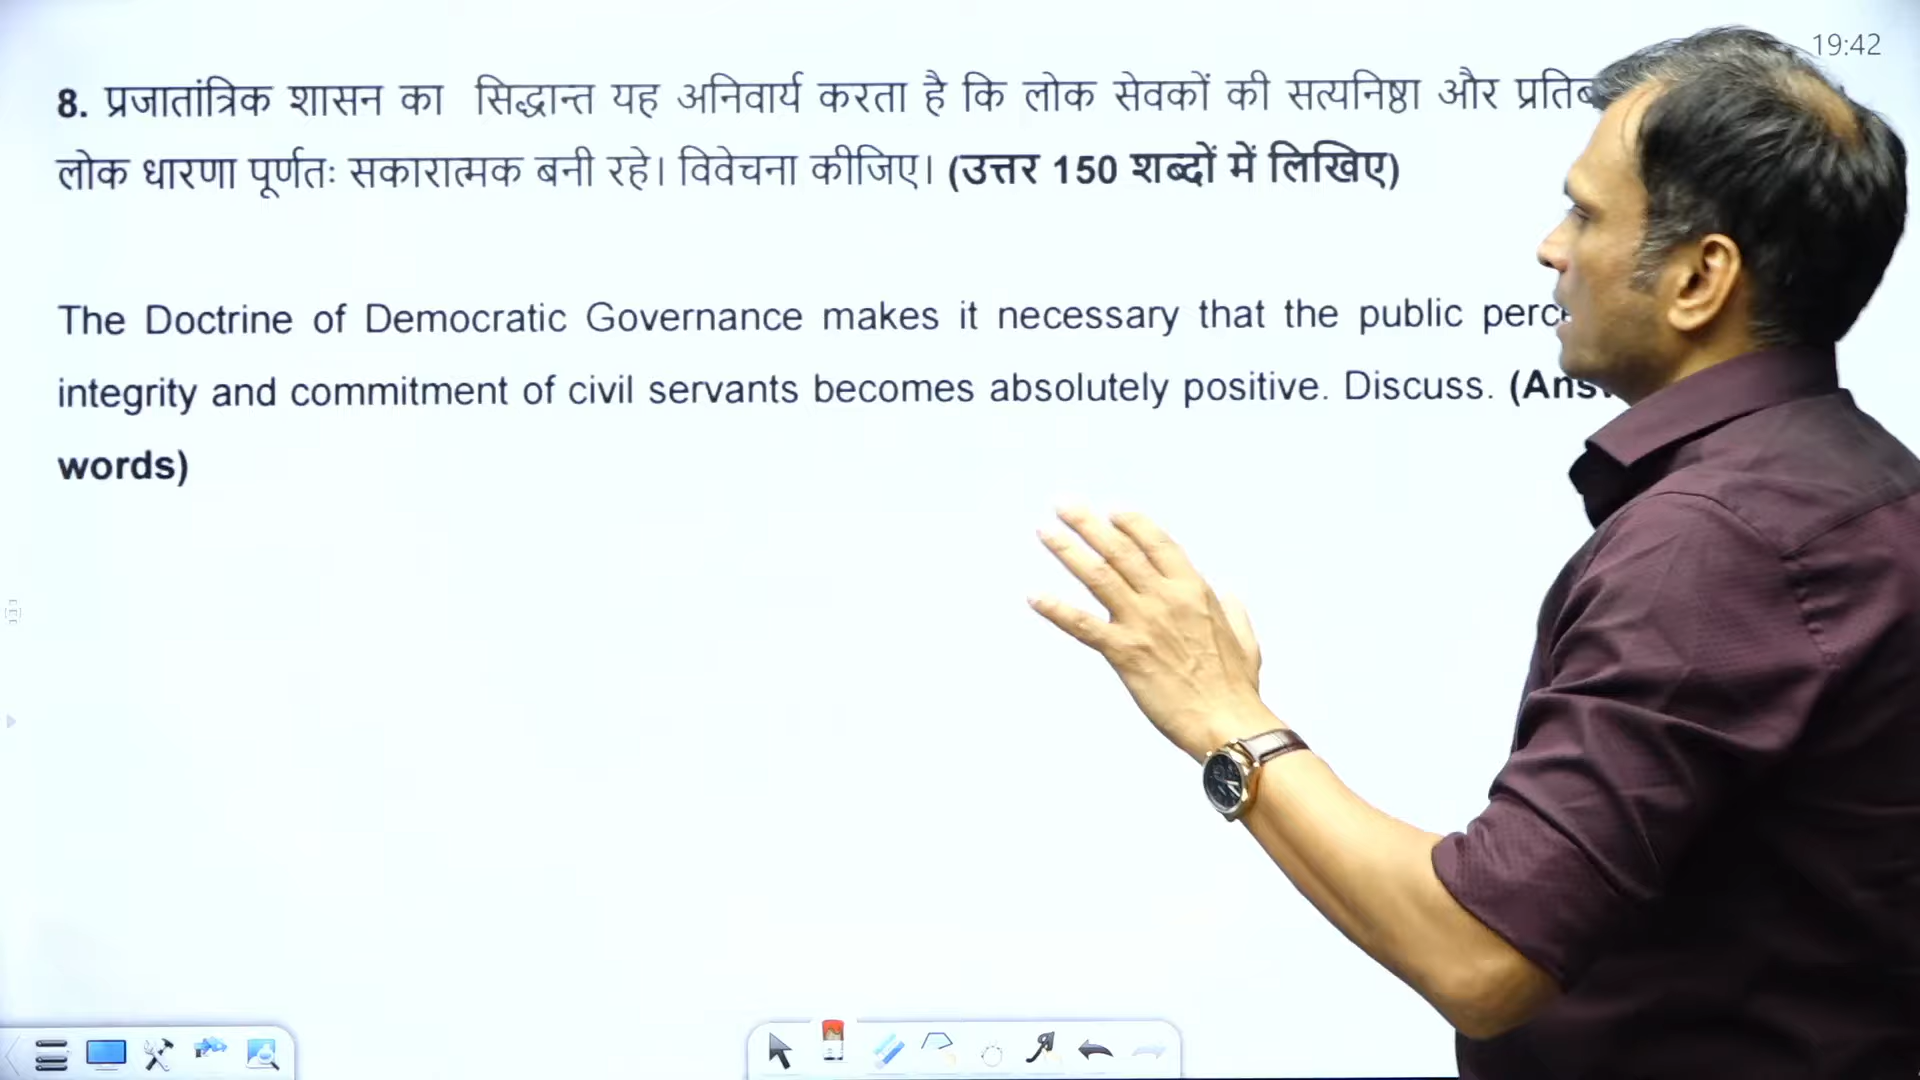 19:42
8. प्रजातांत्रिक शासन का सिद्धान्त यह अनिवार्य करता है कि लोक सेवकों की सत्यनिष्ठा और
लोक धारणा पूर्णतः सकारात्मक बनी रहे। विवेचना कीजिए। (उत्तर 150 शब्दों में लिखिए)
The Doctrine of Democratic Governance makes it necessary that the public
integrity and commitment of civil servants becomes absolutely positive. Discuss.
words)